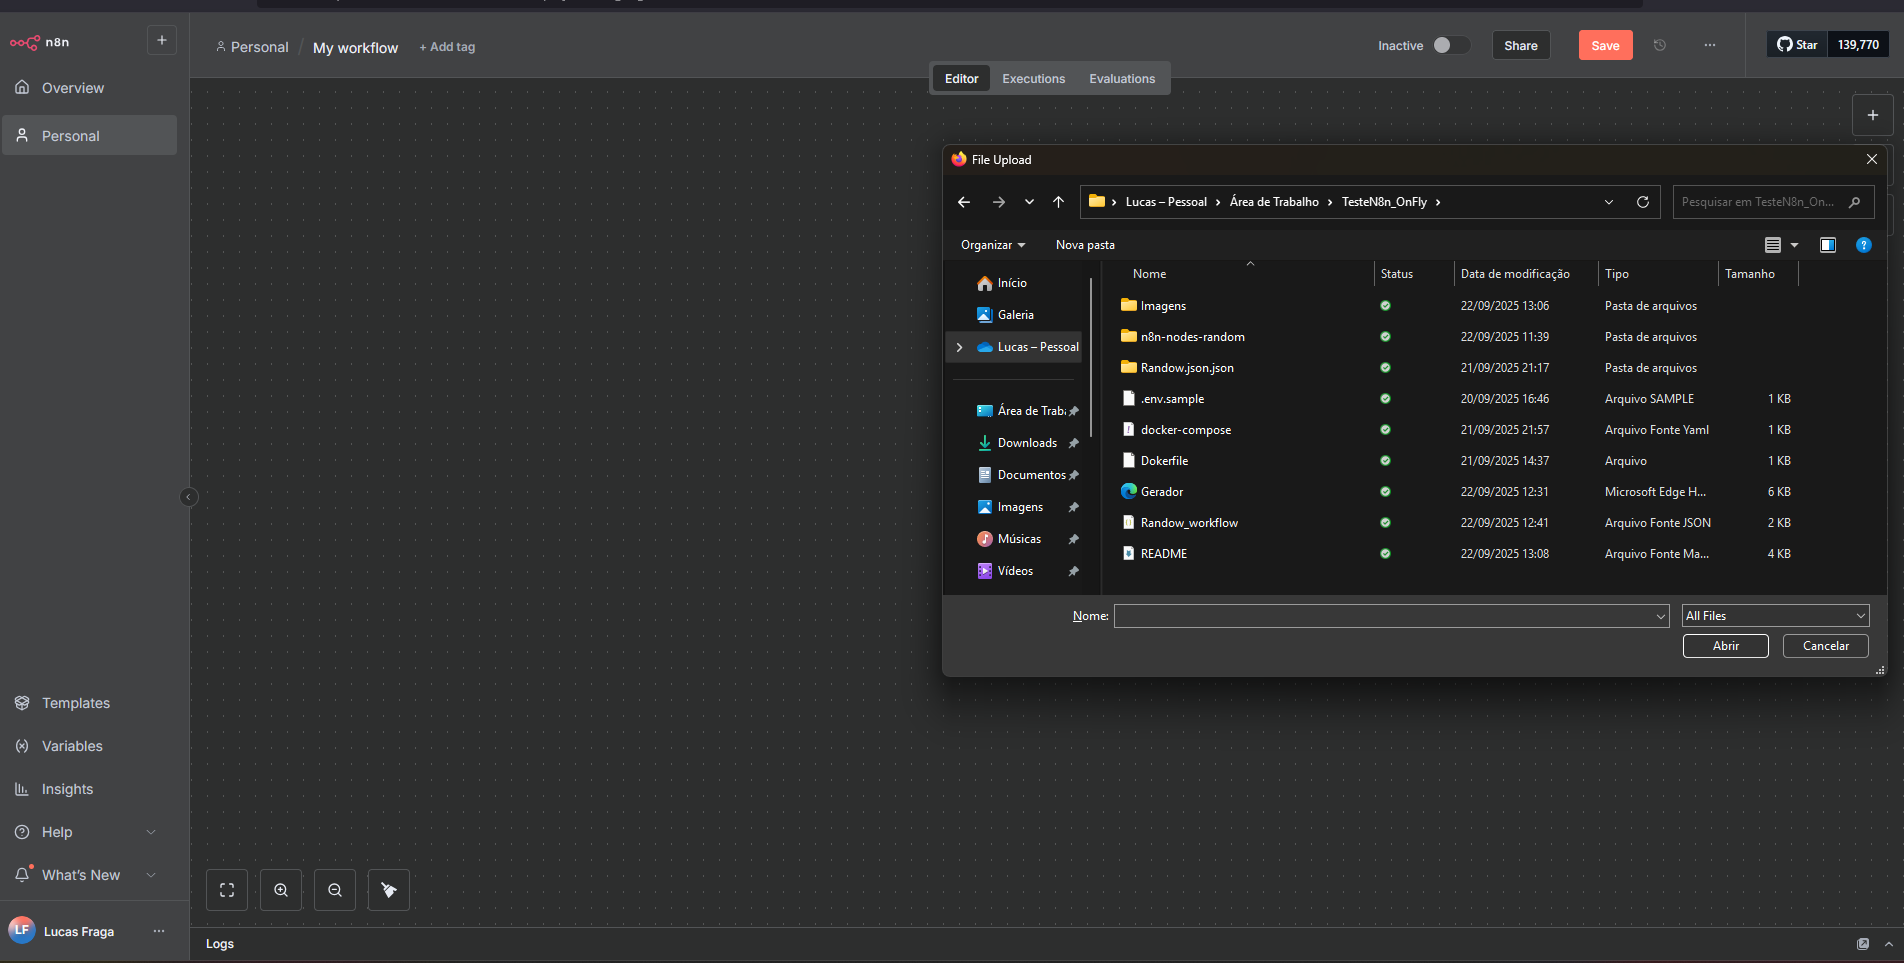 n8n
+
Overview
Personal
Templates
Variables
Insights
Help
What's New
LF Lucas Fraga
Personal / My workflow + Add tag
Inactive Share Save Star 139,770
Editor Executions Evaluations
File Upload
Lucas – Pessoal Área de Trabalho TesteN8n_OnFly
Pesquisar em TesteN8n_On...
Organizar Nova pasta
Início
Galeria
Lucas – Pessoal
Área de Trab
Downloads
Documentos
Imagens
Músicas
Vídeos
Nome Status Data de modificação Tipo Tamanho
Imagens 22/09/2025 13:06 Pasta de arquivos
n8n-nodes-random 22/09/2025 11:39 Pasta de arquivos
Randow.json.json 21/09/2025 21:17 Pasta de arquivos
.env.sample 20/09/2025 16:46 Arquivo SAMPLE 1 KB
docker-compose 21/09/2025 21:57 Arquivo Fonte Yaml 1 KB
Dokerfile 21/09/2025 14:37 Arquivo 1 KB
Gerador 22/09/2025 12:31 Microsoft Edge H... 6 KB
Randow_workflow 22/09/2025 12:41 Arquivo Fonte JSON 2 KB
README 22/09/2025 13:08 Arquivo Fonte Ma... 4 KB
Nome: All Files
Abrir Cancelar
Logs